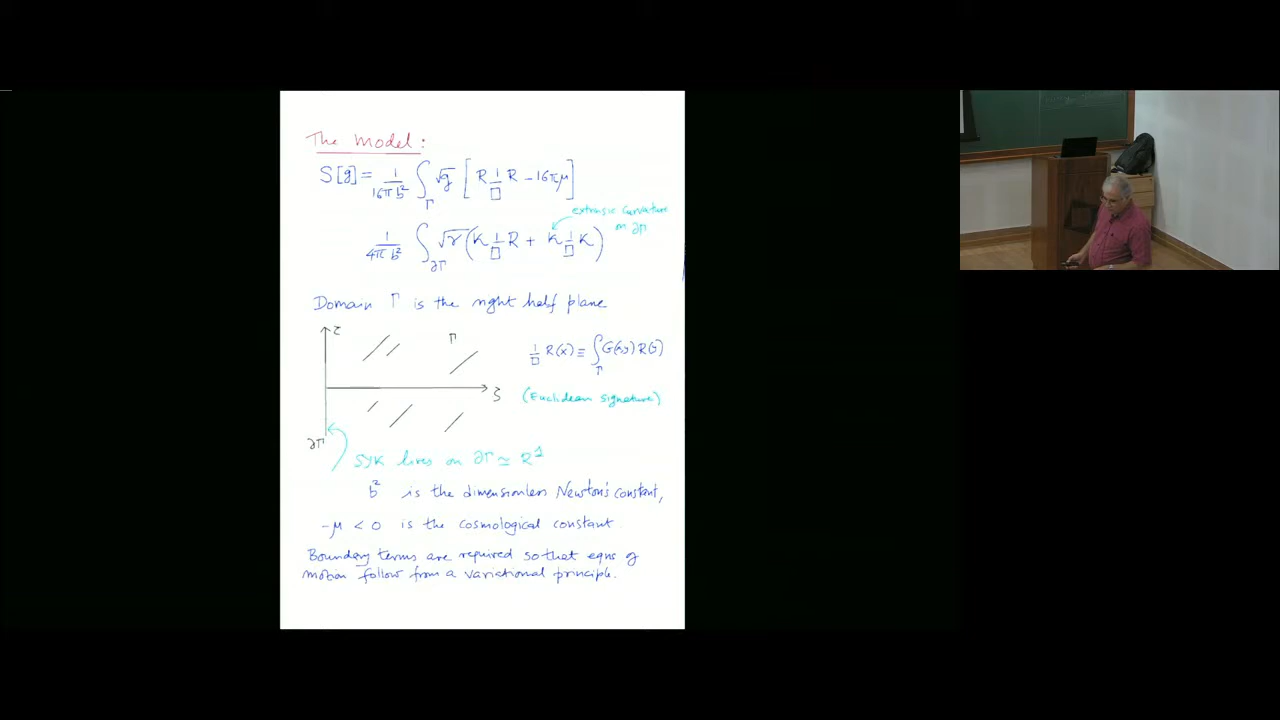 The Model:
S[g] = 1/16πb² ∫_Γ √g [R 1/□ R - 16πμ]
extrinsic curvature
on ∂Γ
1/4πb² ∫_∂Γ √γ (K 1/□ R + K 1/□ K)
Domain Γ is the right half plane
τ
Γ
1/□ R(x) ≡ ∫_Γ G(x,y) R(y)
ζ
(Euclidean signature)
∂Γ
SYK lives on ∂Γ ≃ R¹
b² is the dimensionless Newton's constant,
-μ < 0 is the cosmological constant.
Boundary terms are required so that eqns of
motion follow from a variational principle.